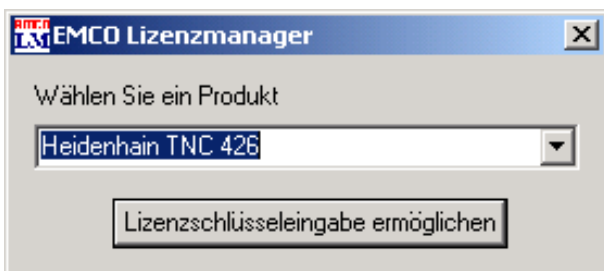 EMCO Lizenzmanager
Wählen Sie ein Produkt
Heidenhain TNC 426
Lizenzschlüsseleingabe ermöglichen